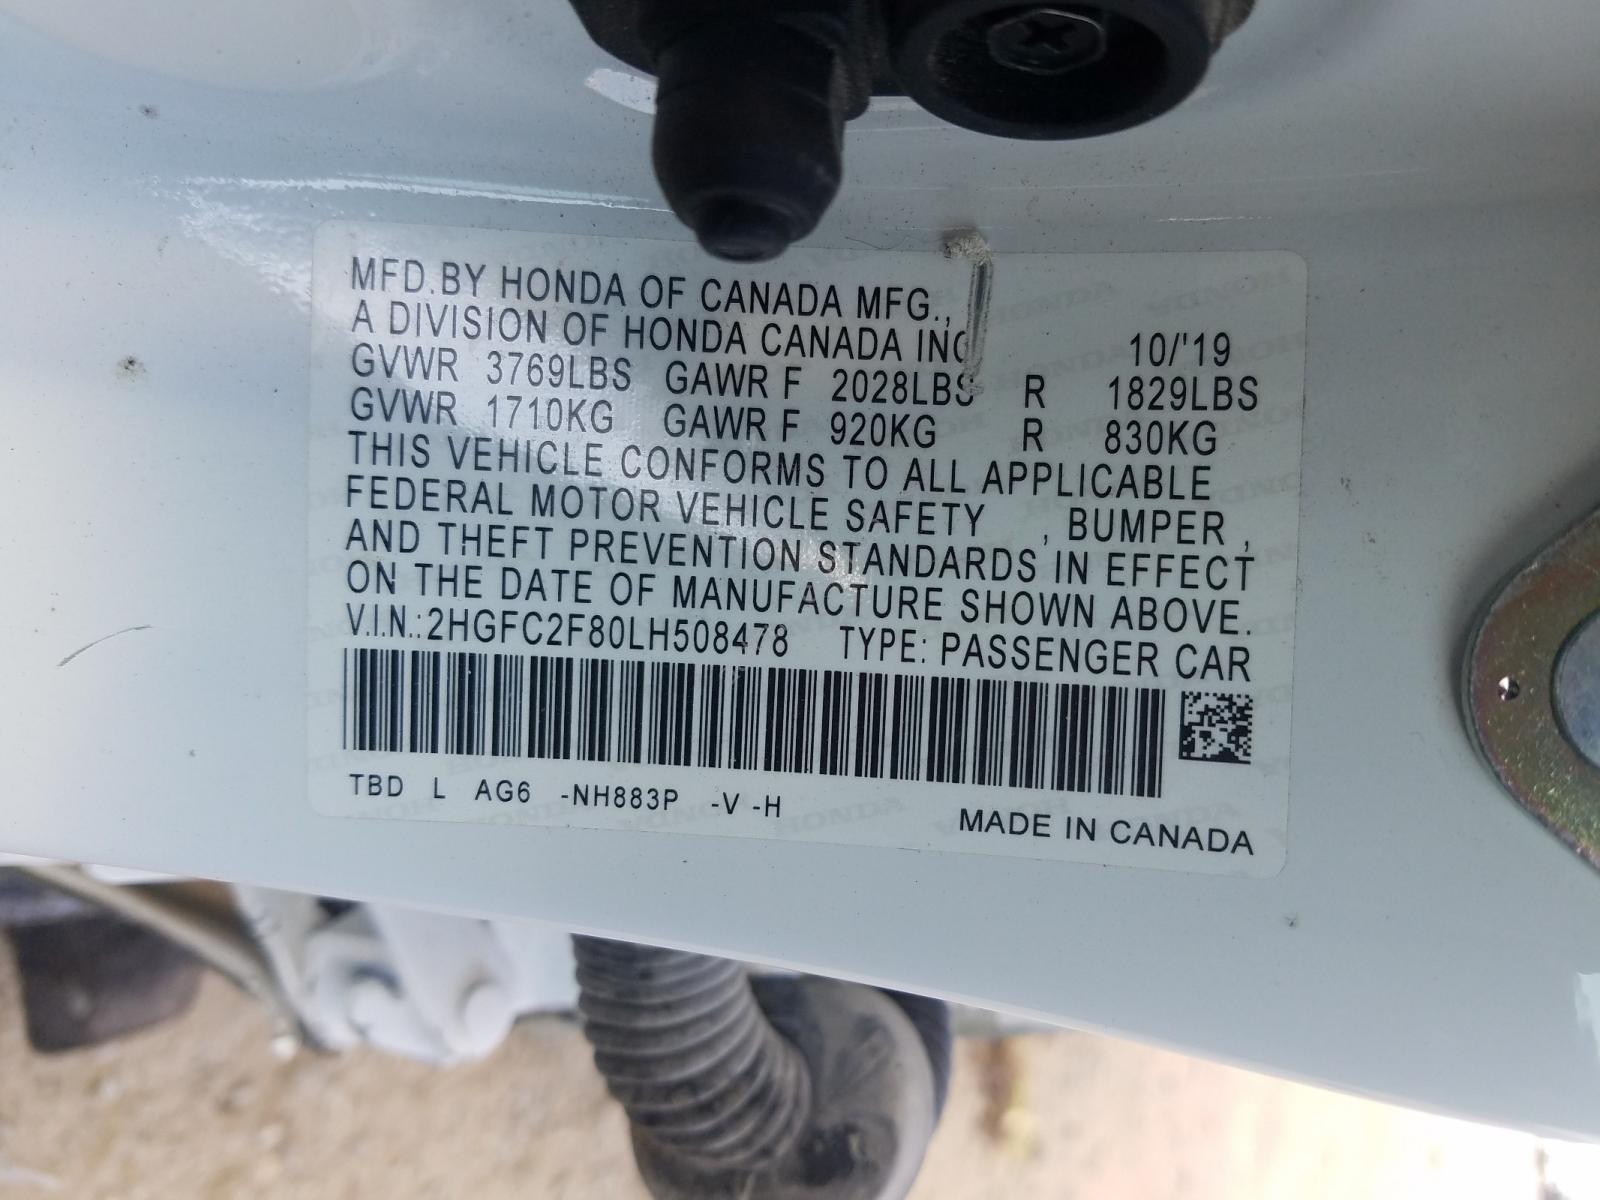 MFD.BY HONDA OF CANADA MFG.,
A DIVISION OF HONDA CANADA INC 10/'19
GVWR 3769LBS GAWR F 2028LBS R 1829LBS
GVWR 1710KG GAWR F 920KG R 830KG
THIS VEHICLE CONFORMS TO ALL APPLICABLE
FEDERAL MOTOR VEHICLE SAFETY , BUMPER ,
AND THEFT PREVENTION STANDARDS IN EFFECT
ON THE DATE OF MANUFACTURE SHOWN ABOVE.
V.I.N.:2HGFC2F80LH508478 TYPE: PASSENGER CAR
TBD L AG6 -NH883P -V -H
MADE IN CANADA